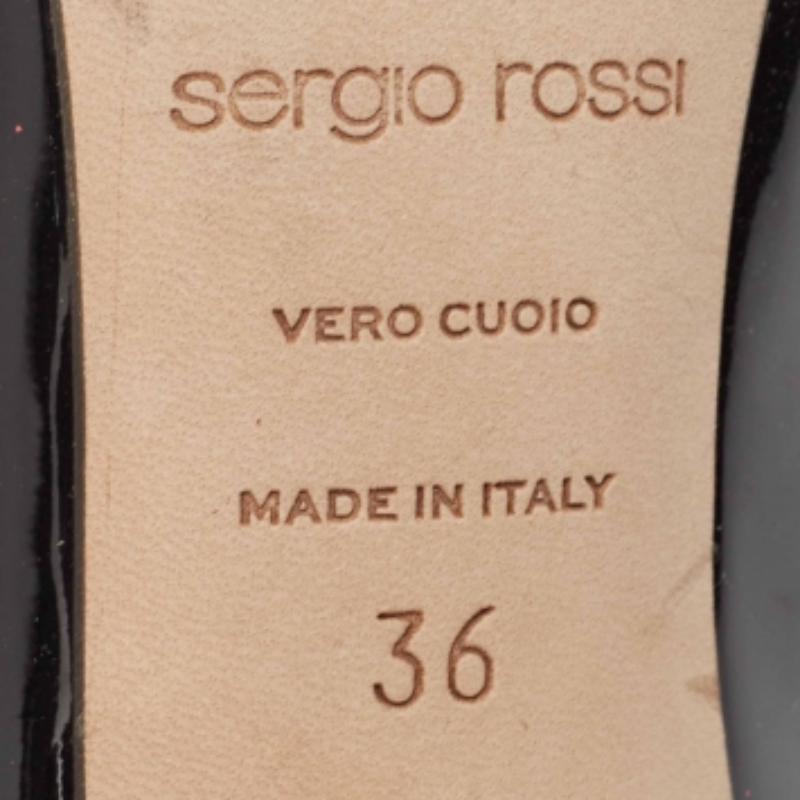 sergio rossi
VERO CUOIO
MADE IN ITALY
36